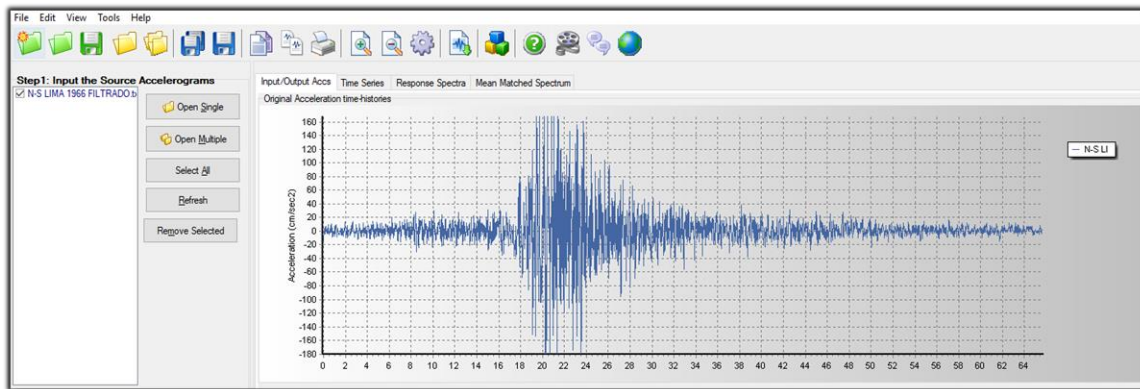 File Edit View Tools Help
Step1: Input the Source Accelerograms
N-S LIMA 1966 FILTRADO.t
Open Single
Open Multiple
Select All
Refresh
Remove Selected
Input/Output Accs Time Series Response Spectra Mean Matched Spectrum
Original Acceleration time-histories
N-S LI
Acceleration (cm/sec2)
160
140
120
100
80
60
40
20
0
-20
-40
-60
-80
-100
-120
-140
-160
-180
0 2 4 6 8 10 12 14 16 18 20 22 24 26 28 30 32 34 36 38 40 42 44 46 48 50 52 54 56 58 60 62 64